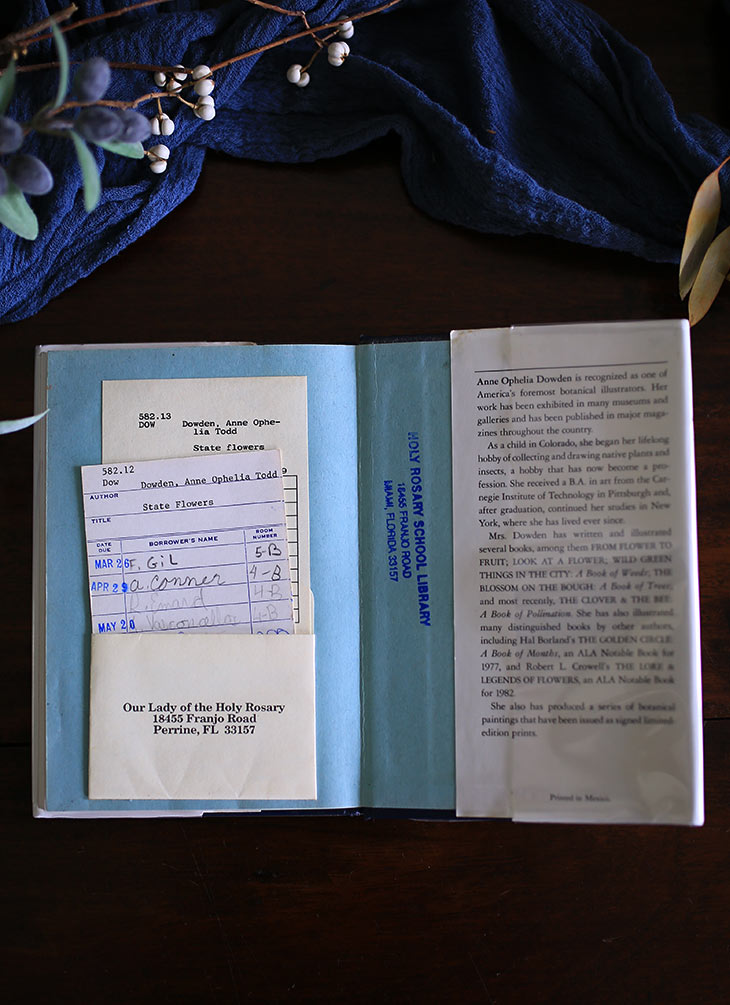 582.13
DOW
Dowden, Anne Ophe-
lia Todd
State flowers
9
582.12
Dow
Dowden, Anne Ophelia Todd
AUTHOR
State Flowers
TITLE
DATE DUE
BORROWER'S NAME
ROOM NUMBER
MAR 26
F. Gil
5-B
APR 29
A. Conner
4-B
4-B
MAY 20
4-B
Our Lady of the Holy Rosary
18455 Franjo Road
Perrine, FL 33157
HOLY ROSARY SCHOOL LIBRARY
18455 FRANJO ROAD
MIAMI, FLORIDA 33157
Anne Ophelia Dowden is recognized as one of
America's foremost botanical illustrators. Her
work has been exhibited in many museums and
galleries and has been published in major maga-
zines throughout the country.
As a child in Colorado, she began her lifelong
hobby of collecting and drawing native plants and
insects, a hobby that has now become a pro-
fession. She received a B.A. in art from the Car-
negie Institute of Technology in Pittsburgh and,
after graduation, continued her studies in New
York, where she has lived ever since.
Mrs. Dowden has written and illustrated
several books, among them FROM FLOWER TO
FRUIT; LOOK AT A FLOWER; WILD GREEN
THINGS IN THE CITY: A Book of Weeds; THE
BLOSSOM ON THE BOUGH: A Book of Trees;
and most recently, THE CLOVER & THE BEE:
A Book of Pollination. She has also illustrated
many distinguished books by other authors,
including Hal Borland's THE GOLDEN CIRCLE:
A Book of Months, an ALA Notable Book for
1977, and Robert L. Crowell's THE LORE &
LEGENDS OF FLOWERS, an ALA Notable Book
for 1982.
She also has produced a series of botanical
paintings that have been issued as signed limited-
edition prints.
Printed in Mexico.